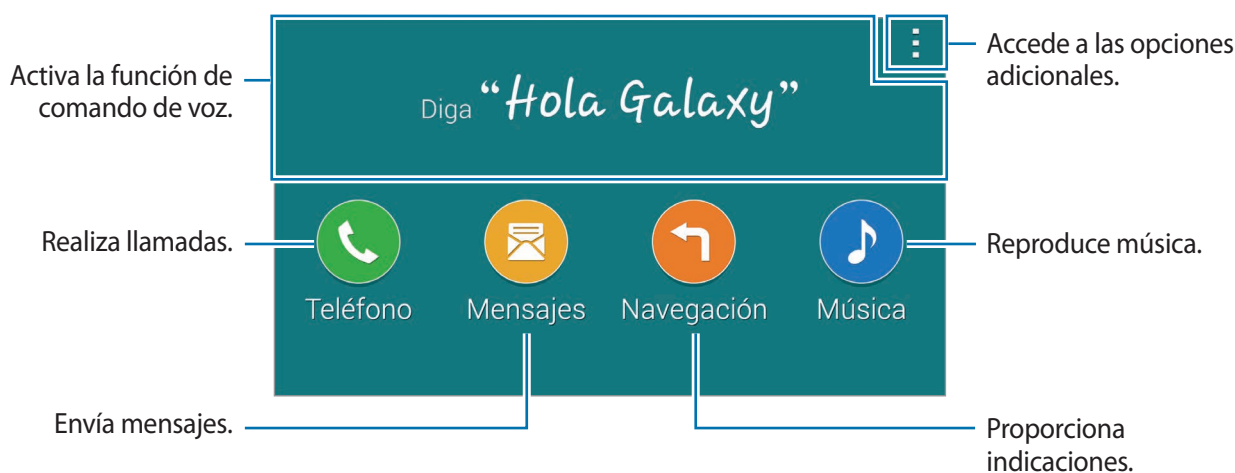 Activa la función de
comando de voz.
Accede a las opciones
adicionales.
Diga “Hola Galaxy”
Realiza llamadas.
Reproduce música.
Teléfono
Mensajes
Navegación
Música
Envía mensajes.
Proporciona
indicaciones.